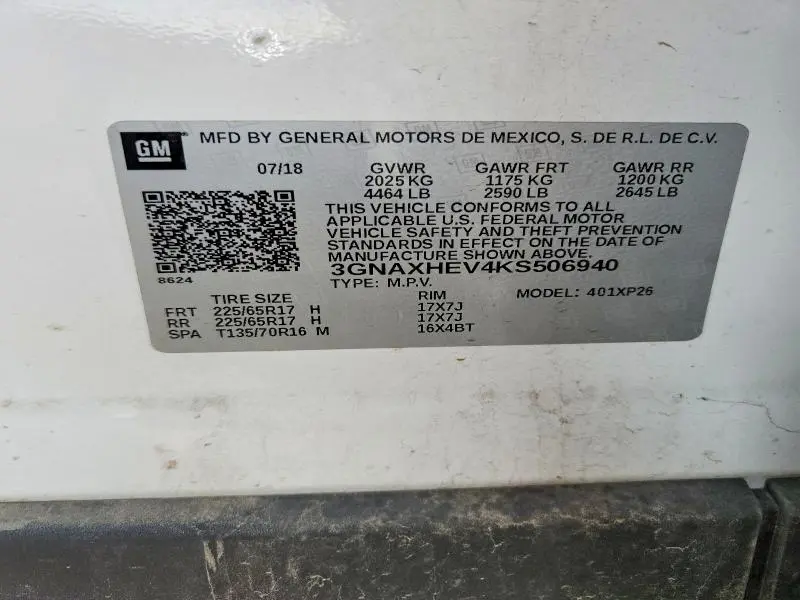 GM MFD BY GENERAL MOTORS DE MEXICO, S. DE R.L. DE C.V.
07/18 GVWR GAWR FRT GAWR RR
2025 KG 1175 KG 1200 KG
4464 LB 2590 LB 2645 LB
THIS VEHICLE CONFORMS TO ALL
APPLICABLE U.S. FEDERAL MOTOR
VEHICLE SAFETY AND THEFT PREVENTION
STANDARDS IN EFFECT ON THE DATE OF
MANUFACTURE SHOWN ABOVE.
8624 3GNAXHEV4KS506940
TYPE: M.P.V. MODEL: 401XP26
TIRE SIZE RIM
FRT 225/65R17 H 17X7J
RR 225/65R17 H 17X7J
SPA T135/70R16 M 16X4BT